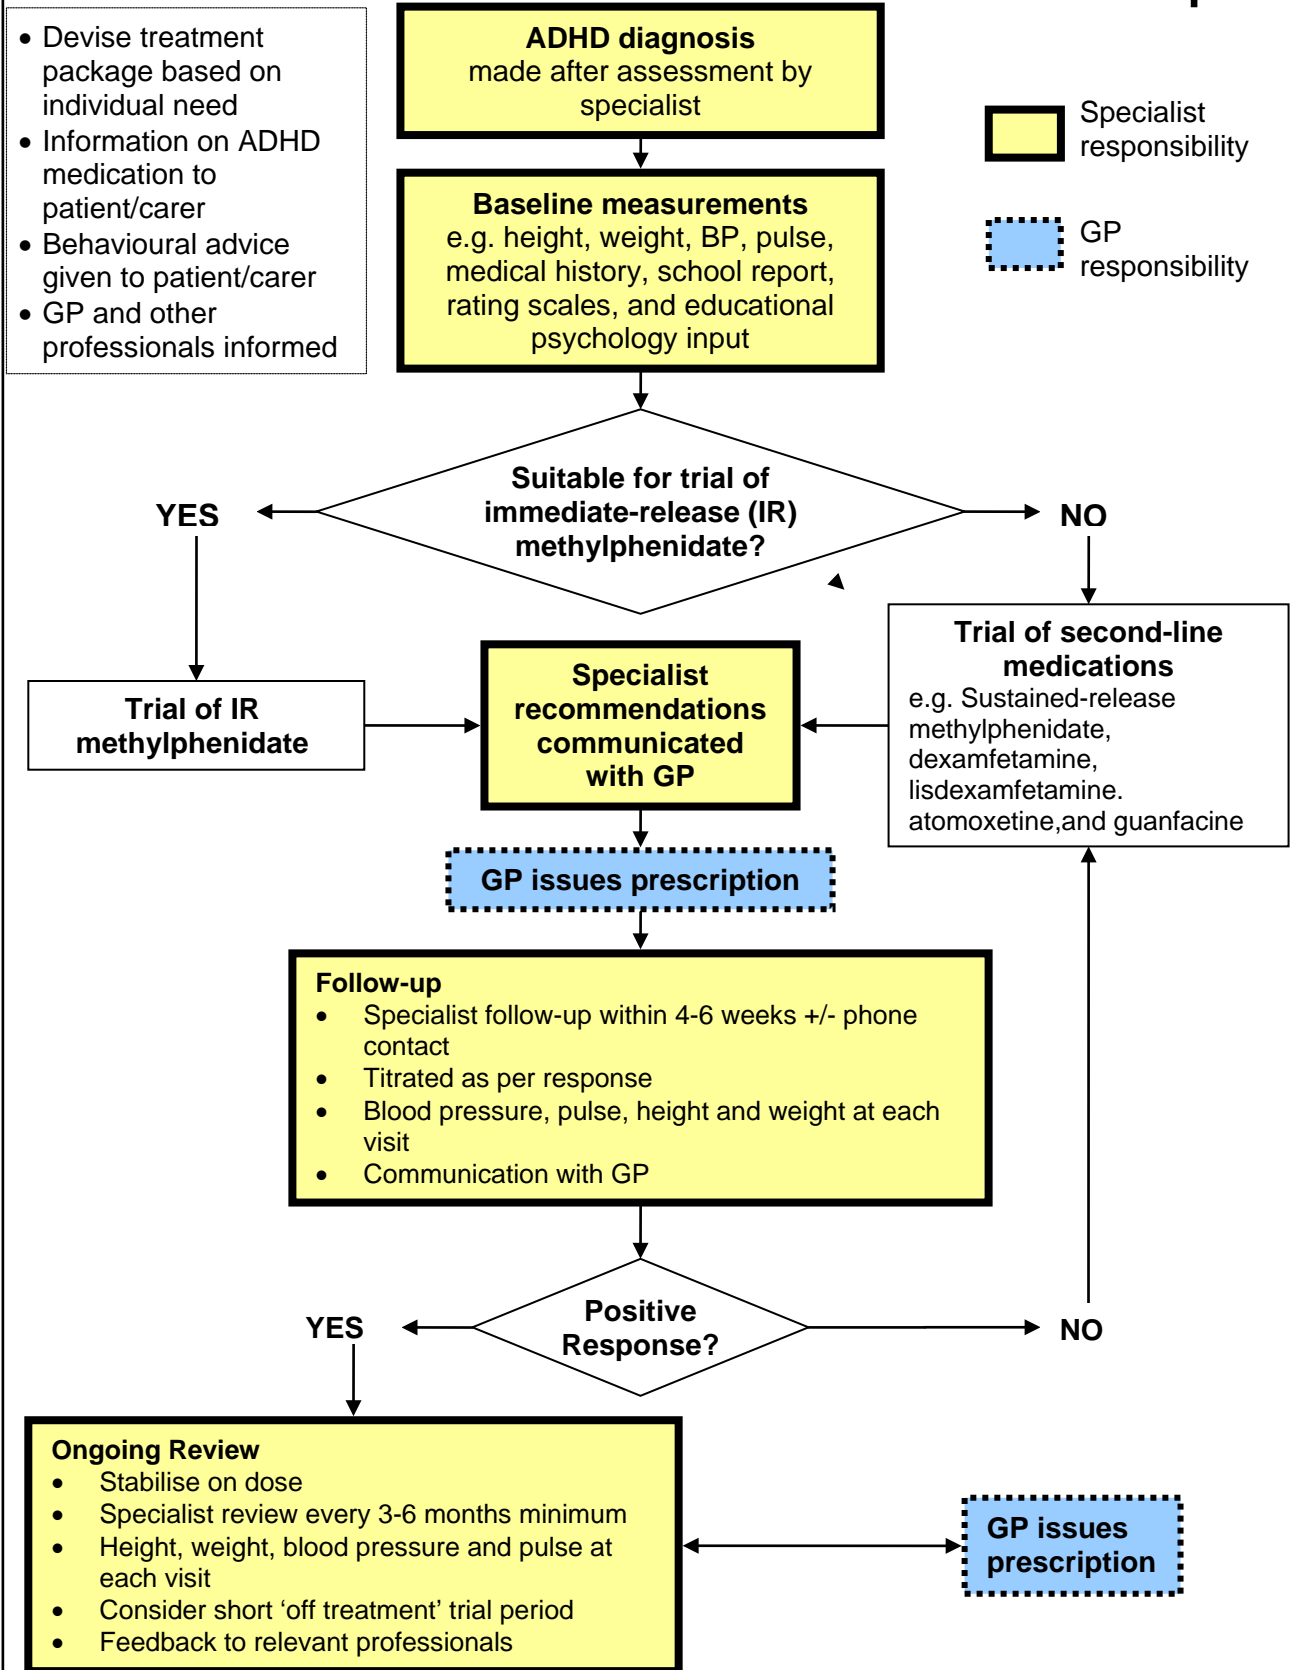 • Devise treatment
package based on
individual need
• Information on ADHD
medication to
patient/carer
• Behavioural advice
given to patient/carer
• GP and other
professionals informed
ADHD diagnosis
made after assessment by
specialist
Specialist
responsibility
GP
responsibility
Baseline measurements
e.g. height, weight, BP, pulse,
medical history, school report,
rating scales, and educational
psychology input
Suitable for trial of
immediate-release (IR)
methylphenidate?
YES
NO
Trial of IR
methylphenidate
Specialist
recommendations
communicated
with GP
Trial of second-line
medications
e.g. Sustained-release
methylphenidate,
dexamfetamine,
lisdexamfetamine.
atomoxetine,and guanfacine
GP issues prescription
Follow-up
• Specialist follow-up within 4-6 weeks +/- phone
contact
• Titrated as per response
• Blood pressure, pulse, height and weight at each
visit
• Communication with GP
Positive
Response?
YES
NO
Ongoing Review
• Stabilise on dose
• Specialist review every 3-6 months minimum
• Height, weight, blood pressure and pulse at
each visit
• Consider short ‘off treatment’ trial period
• Feedback to relevant professionals
GP issues
prescription